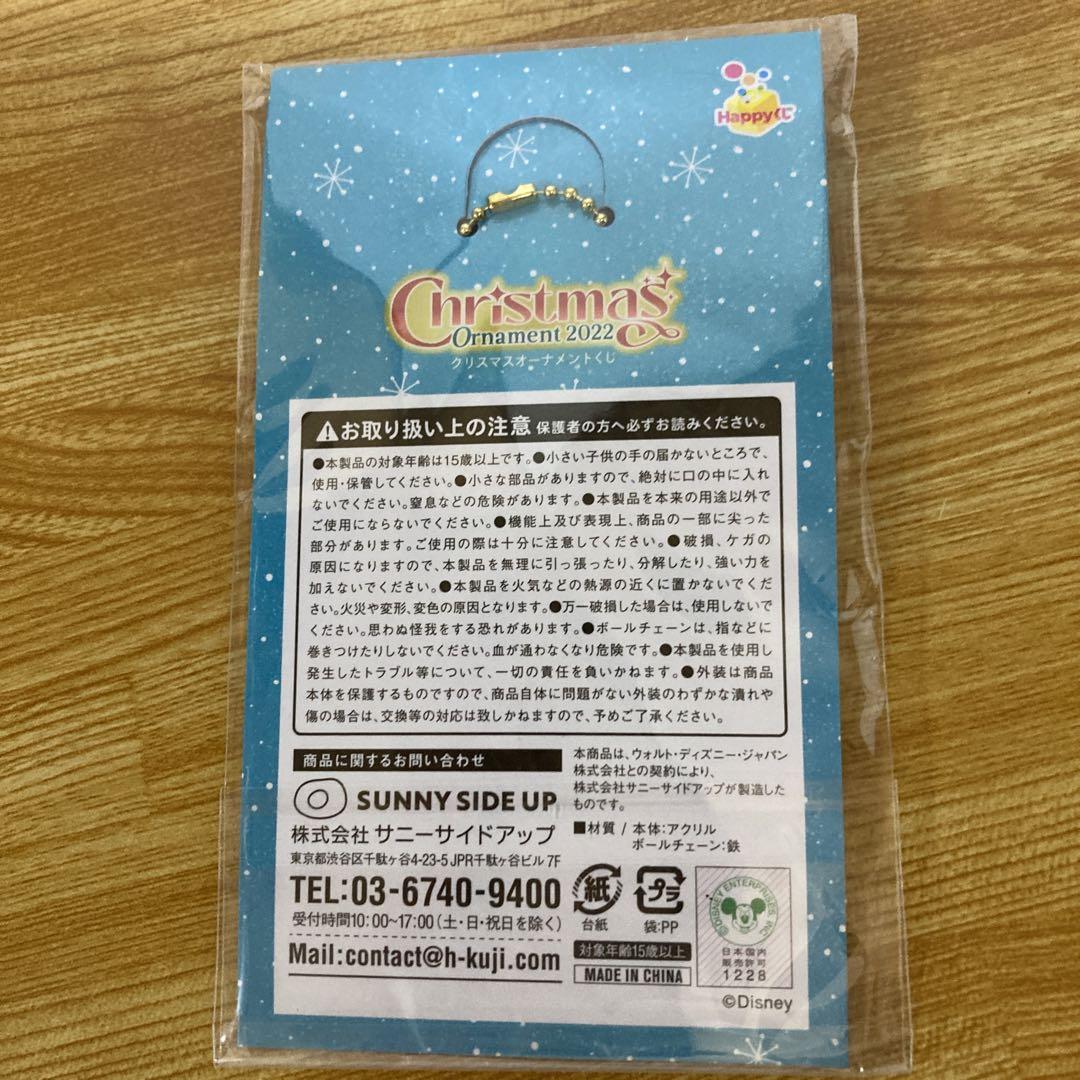 Happyくじ
Christmas
Ornament 2022
クリスマスオーナメントくじ
お取り扱い上の注意 保護者の方へ必ずお読みください。
●本製品の対象年齢は15歳以上です。●小さい子供の手の届かないところで、
使用・保管してください。●小さな部品がありますので、絶対に口の中に入れ
ないでください。窒息などの危険があります。●本製品を本来の用途以外で
ご使用にならないでください。●機能上及び表現上、商品の一部に尖った
部分があります。ご使用の際は十分に注意してください。●破損、ケガの
原因になりますので、本製品を無理に引っ張ったり、分解したり、強い力を
加えないでください。●本製品を火気などの熱源の近くに置かないでくだ
さい。火災や変形、変色の原因となります。●万一破損した場合は、使用しないで
ください。思わぬ怪我をする恐れがあります。●ボールチェーンは、指などに
巻きつけたりしないでください。血が通わなくなり危険です。●本製品を使用し
発生したトラブル等について、一切の責任を負いかねます。●外装は商品
本体を保護するものですので、商品自体に問題がない外装のわずかな潰れや
傷の場合は、交換等の対応は致しかねますので、予めご了承ください。
商品に関するお問い合わせ
SUNNY SIDE UP
株式会社 サニーサイドアップ
東京都渋谷区千駄ヶ谷4-23-5 JPR千駄ヶ谷ビル 7F
TEL:03-6740-9400
受付時間10:00~17:00(土・日・祝日を除く)
Mail:contact@h-kuji.com
本商品は、ウォルト・ディズニー・ジャパン
株式会社との契約により、
株式会社サニーサイドアップが製造した
ものです。
■材質 / 本体:アクリル
ボールチェーン:鉄
紙
台紙
プラ
袋:PP
対象年齢15歳以上
MADE IN CHINA
©DISNEY ENTERPRISES, INC.
日本国内
販売許可
1228
©Disney